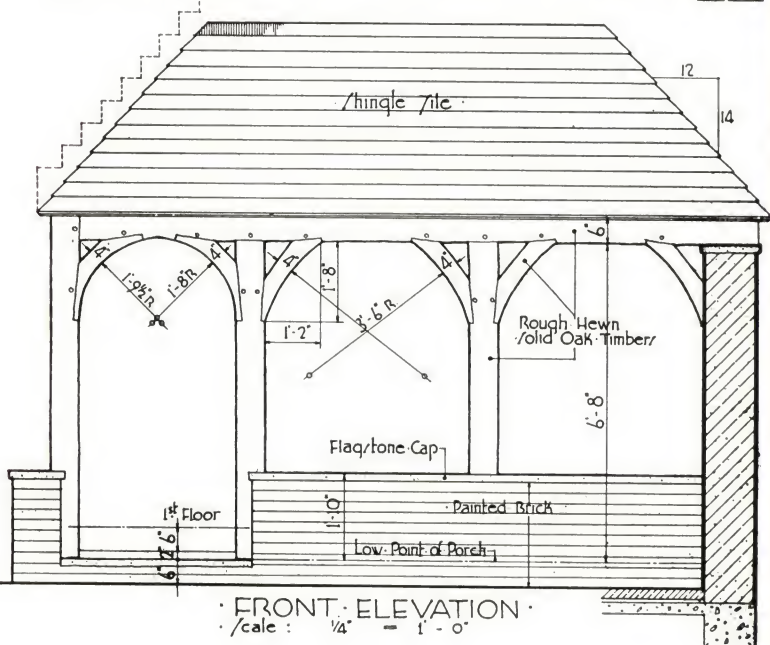 Shingle Tile
12
14
6"
4"
4"
1'-9½"R
1'-8"R
4"
4"
1'-8"
3'-6"R.
1'-2"
Rough Hewn
Solid Oak Timbers
6'-8"
Flagstone Cap
1st Floor
1'-10"
Painted Brick
6"
Low Point of Porch
6"
FRONT ELEVATION
Scale: ¼" = 1'-0"